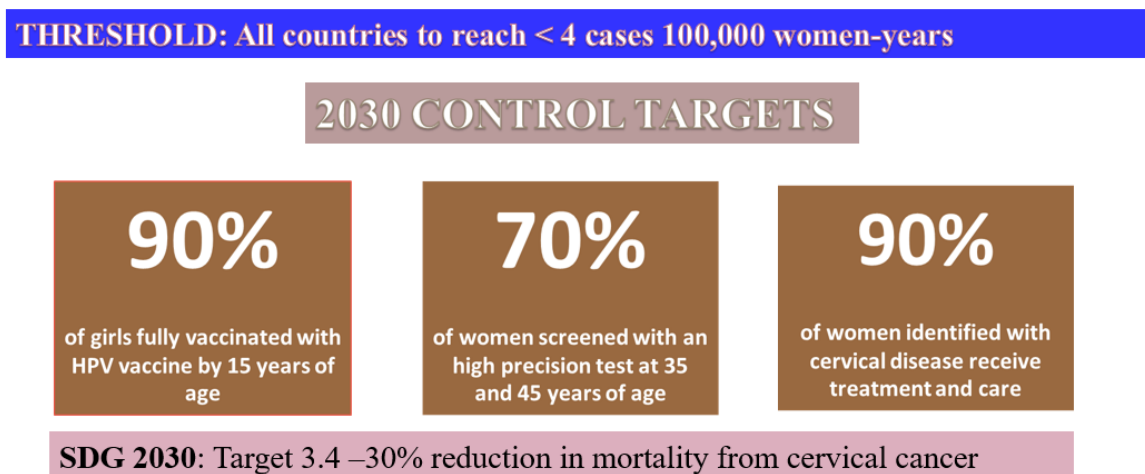 THRESHOLD: All countries to reach < 4 cases 100,000 women-years
2030 CONTROL TARGETS
90%
of girls fully vaccinated with
HPV vaccine by 15 years of
age
70%
of women screened with an
high precision test at 35
and 45 years of age
90%
of women identified with
cervical disease receive
treatment and care
SDG 2030: Target 3.4 –30% reduction in mortality from cervical cancer